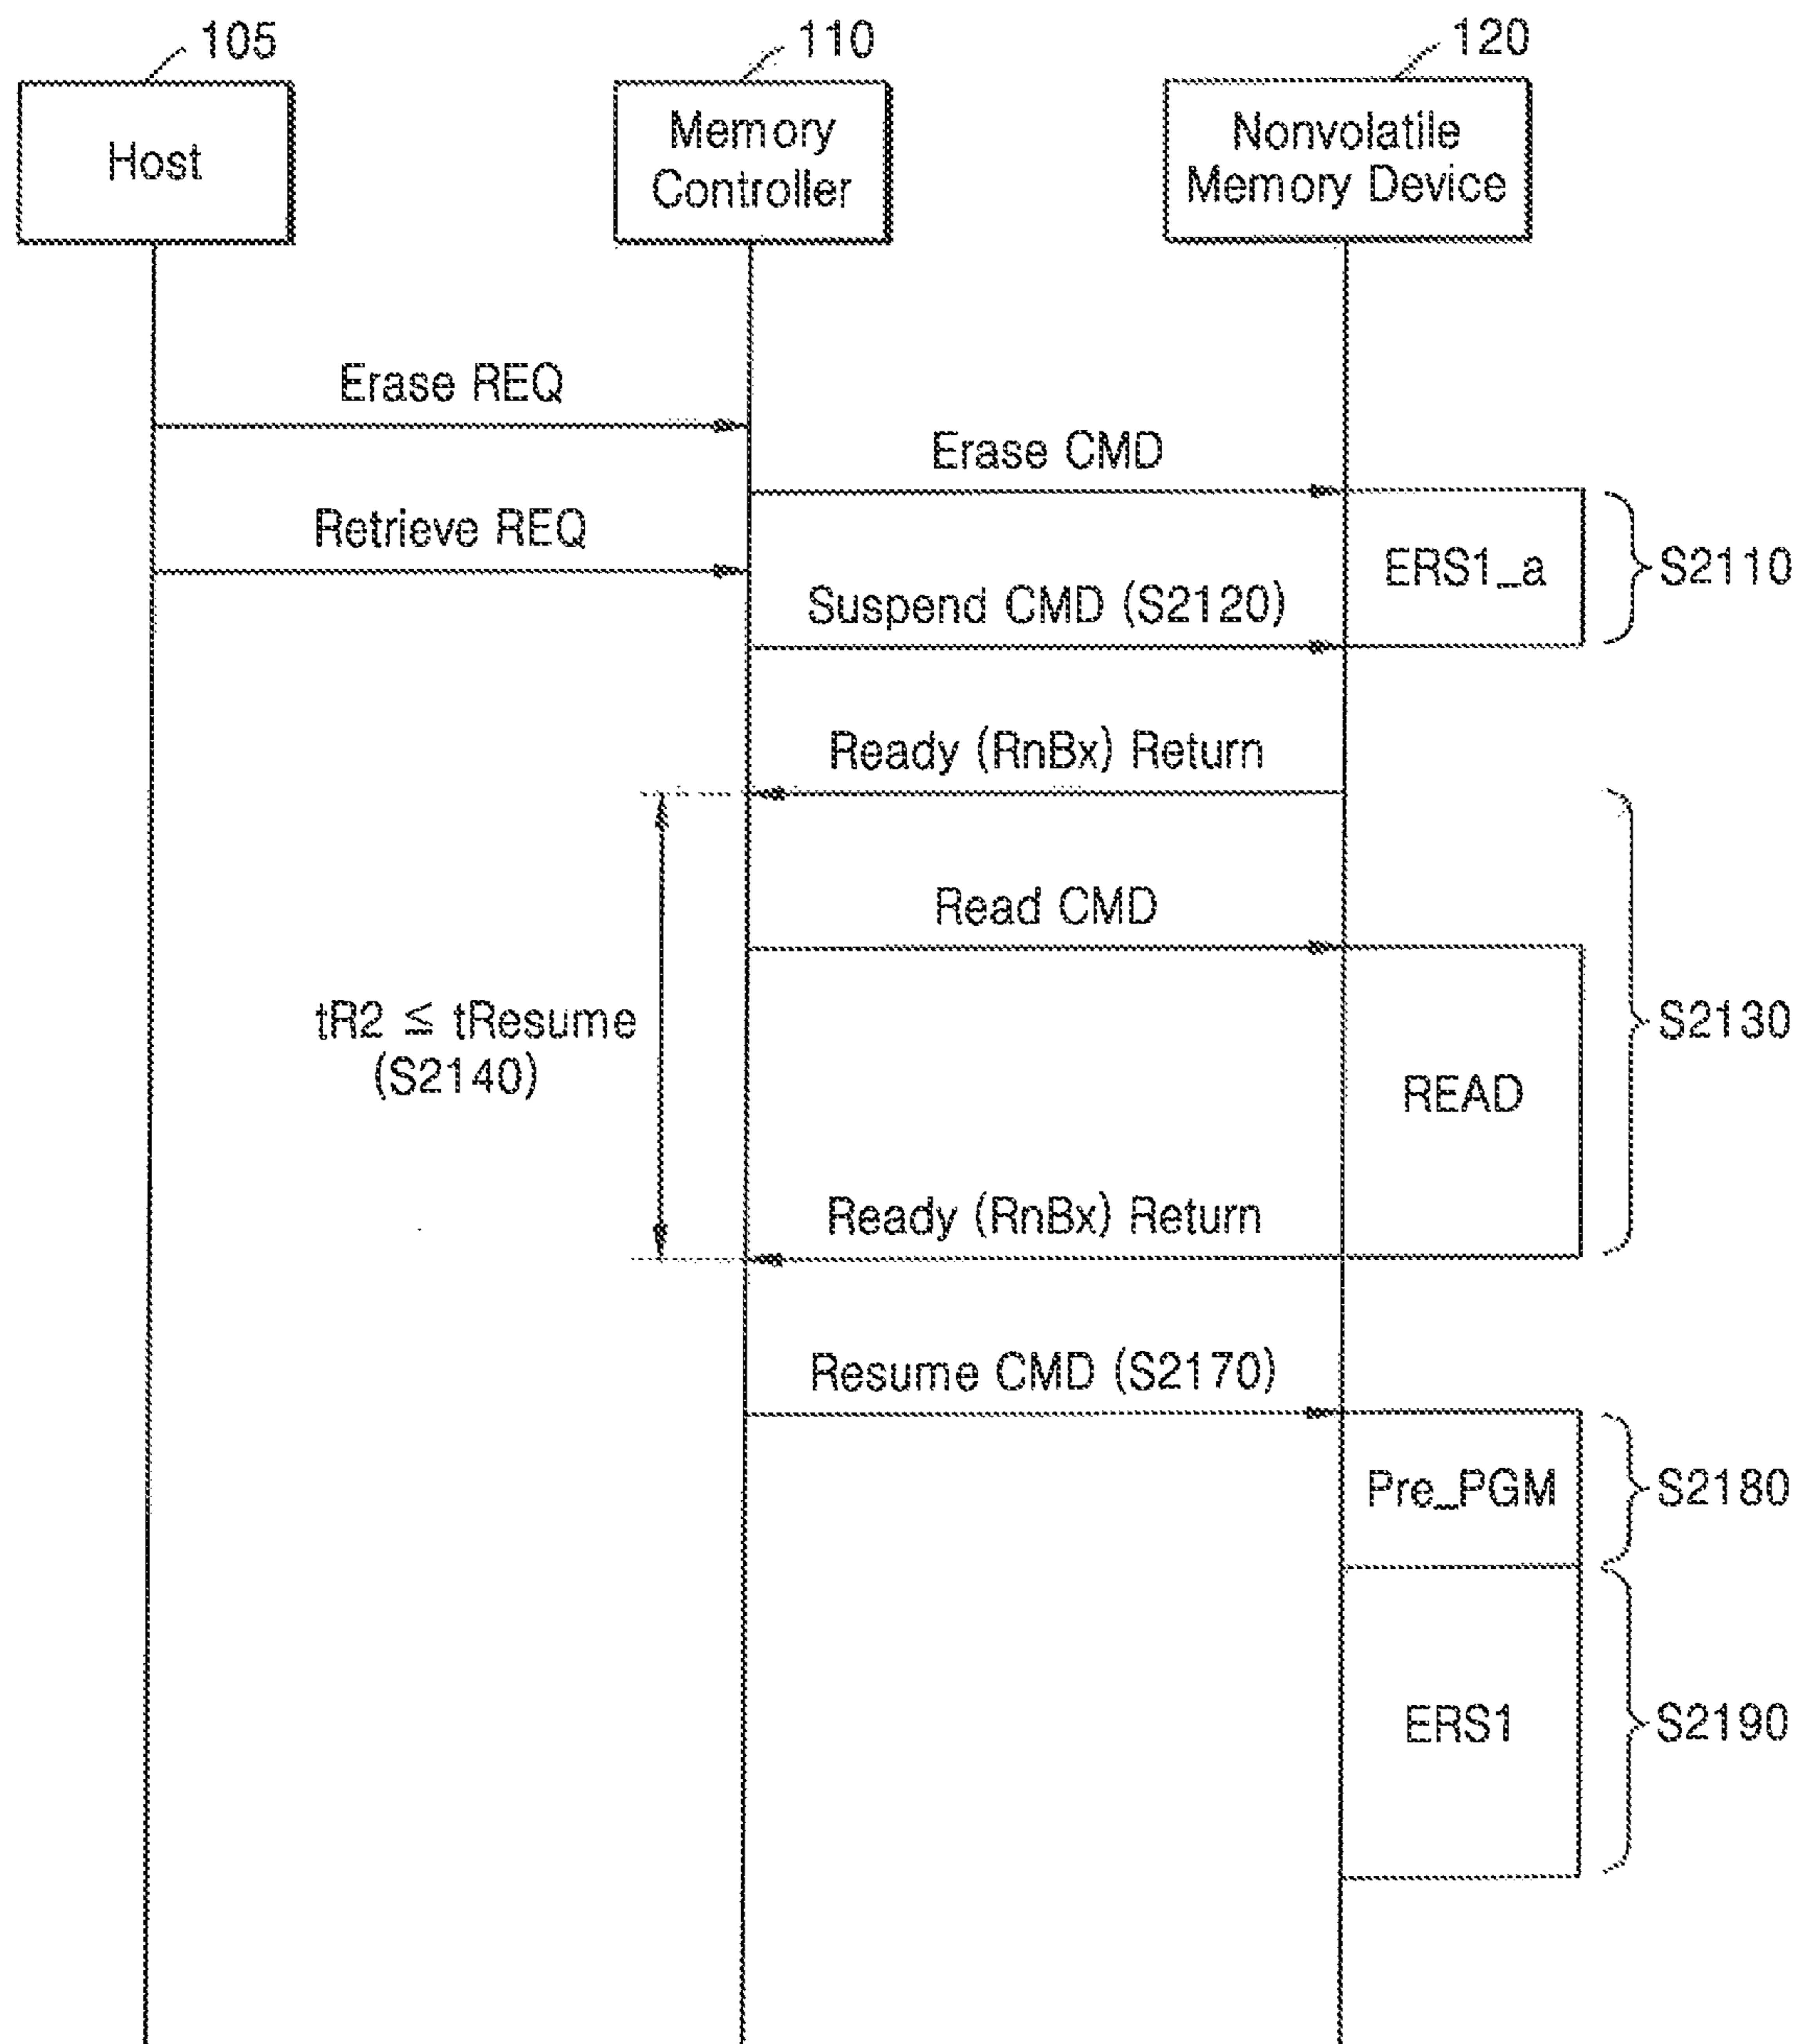 105
110
120
Host
Memory
Controller
Nonvolatile
Memory Device
Erase REQ
Erase CMD
Retrieve REQ
ERS1_a
S2110
Suspend CMD (S2120)
Ready (RnBx) Return
Read CMD
tR2 ≤ tResume
(S2140)
S2130
READ
Ready (RnBx) Return
Resume CMD (S2170)
Pre_PGM
S2180
ERS1
S2190